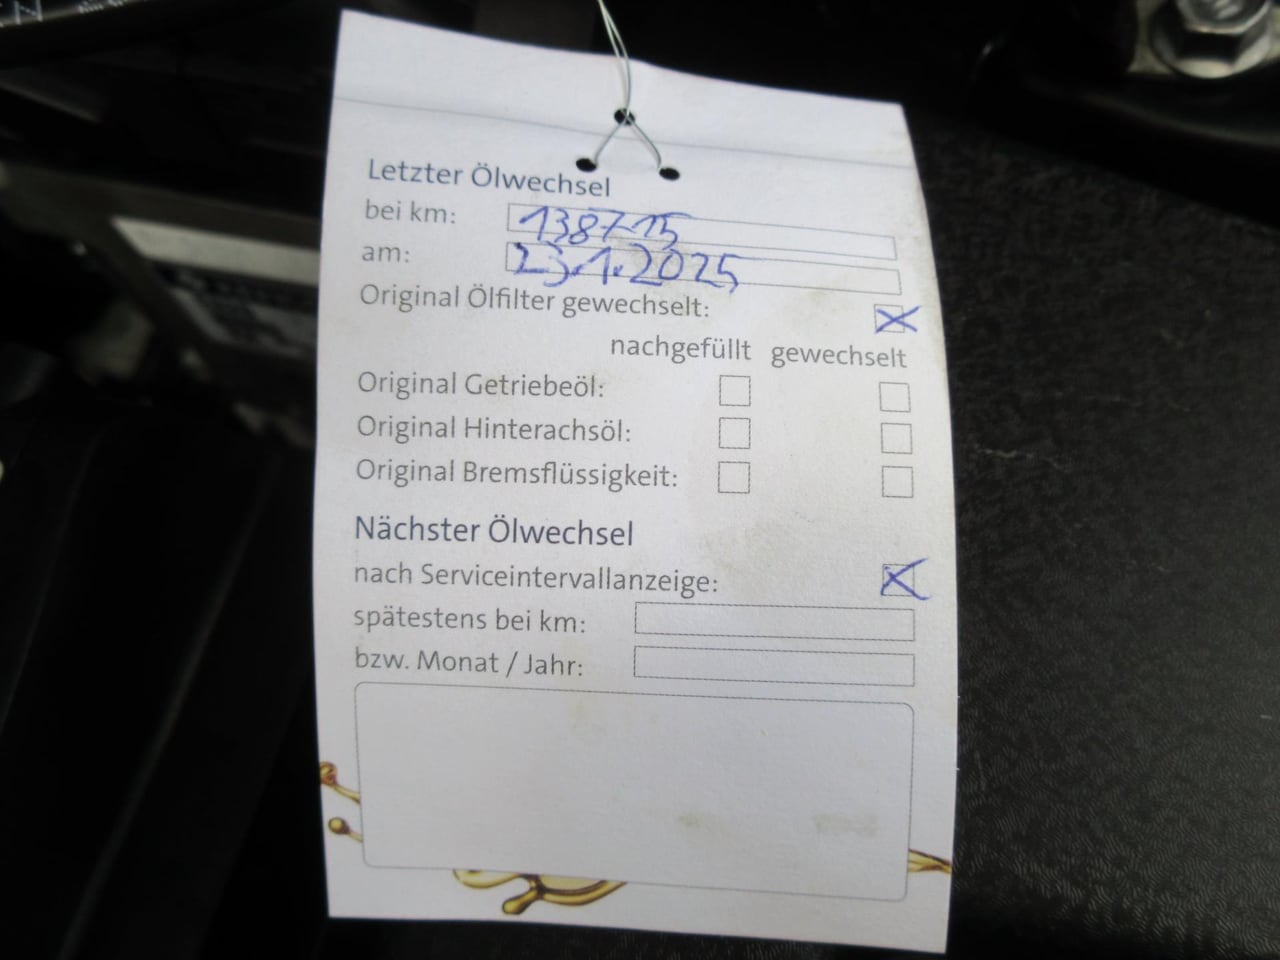 Letzter Ölwechsel
bei km: 138715
am: 23.1.2025
Original Ölfilter gewechselt:
nachgefüllt gewechselt
Original Getriebeöl:
Original Hinterachsöl:
Original Bremsflüssigkeit:
Nächster Ölwechsel
nach Serviceintervallanzeige:
spätestens bei km:
bzw. Monat / Jahr: